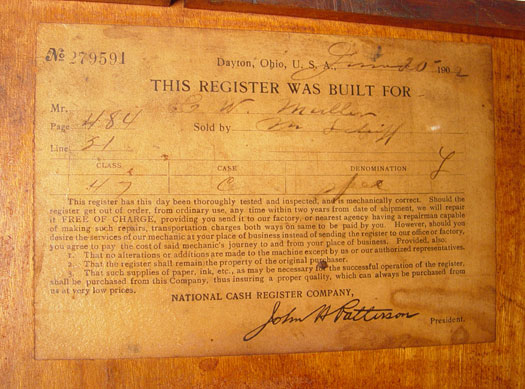 No 279591
Dayton, Ohio, U. S. A., June 20 190 2
THIS REGISTER WAS BUILT FOR
Mr. W.
Page 484 Sold by
Line 51
CLASS CASE DENOMINATION
47 C
This register has this day been thoroughly tested and inspected, and is mechanically correct. Should the
register get out of order, from ordinary use, any time within two years from date of shipment, we will repair
it FREE OF CHARGE, providing you send it to our factory, or nearest agency having a repairman capable
of making such repairs, transportation charges both ways on same to be paid by you. However, should you
desire the services of our mechanic at your place of business instead of sending the register to our office or factory,
you agree to pay the cost of said mechanic's journey to and from your place of business. Provided, also:
1. That no alterations or additions are made to the machine except by us or our authorized representatives.
2. That this register shall remain the property of the original purchaser.
3. That such supplies of paper, ink, etc., as may be necessary for the successful operation of the register,
shall be purchased from this Company, thus insuring a proper quality, which can always be purchased from
us at very low prices.
NATIONAL CASH REGISTER COMPANY,
John H Patterson President.